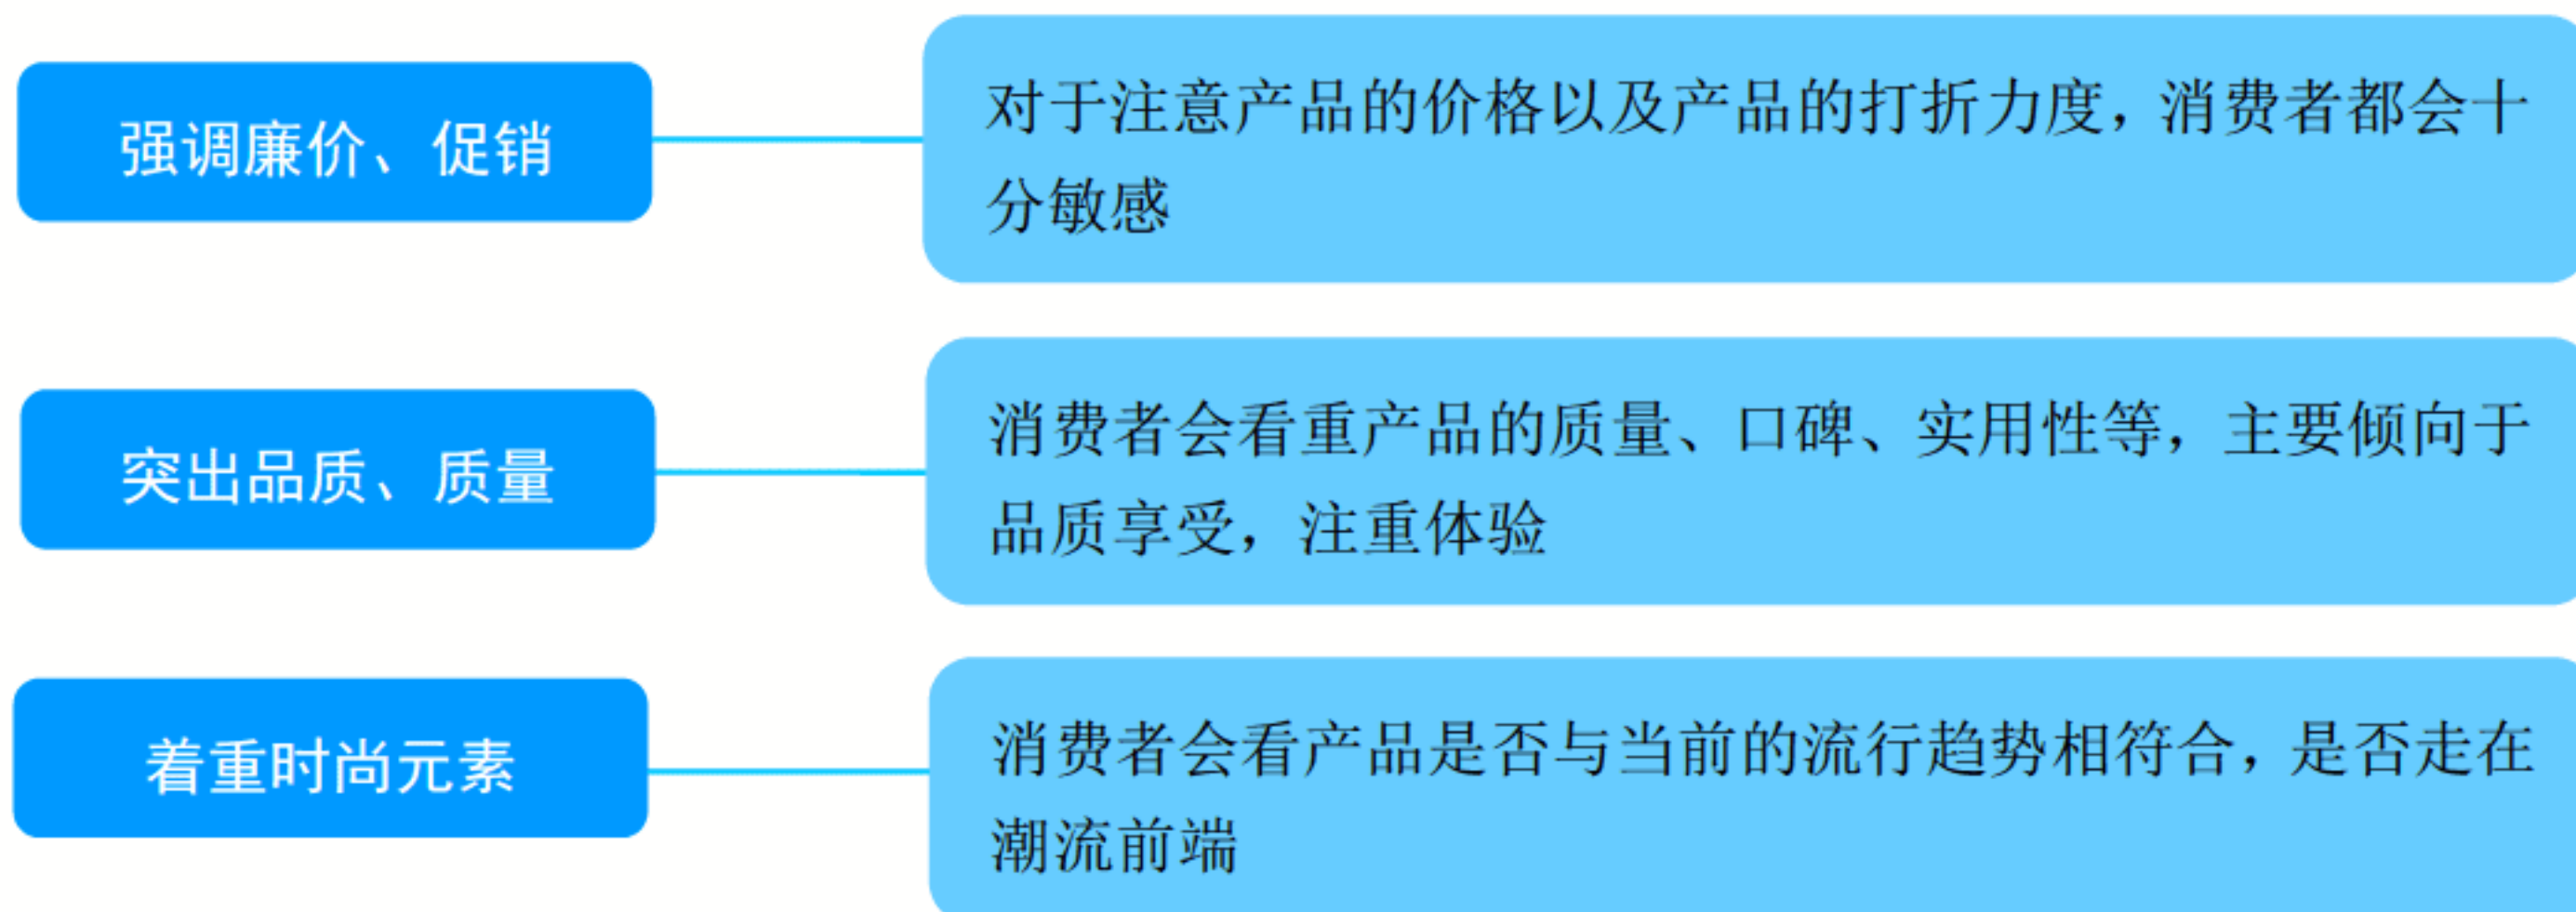 强调廉价、促销
对于注意产品的价格以及产品的打折力度，消费者都会十
分敏感
突出品质、质量
消费者会看重产品的质量、口碑、实用性等，主要倾向于
品质享受，注重体验
着重时尚元素
消费者会看产品是否与当前的流行趋势相符合，是否走在
潮流前端